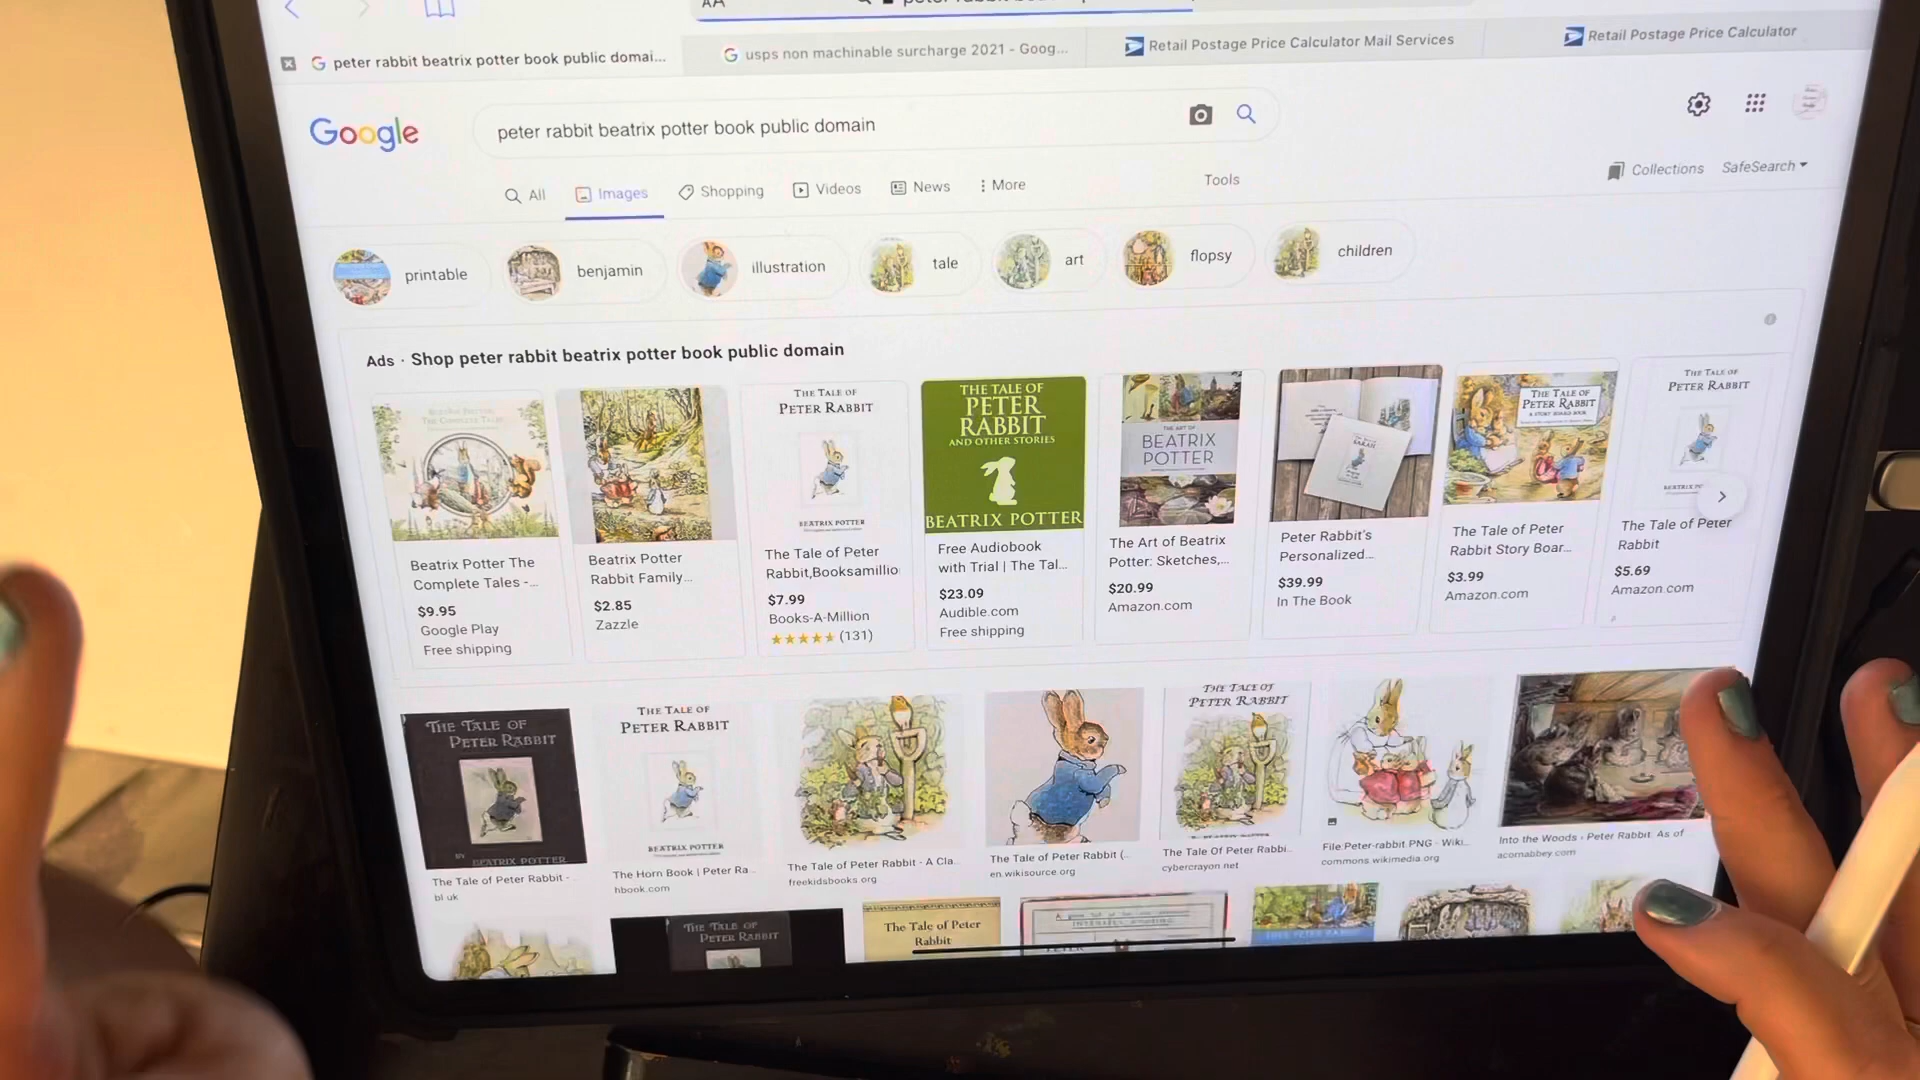 AA
peter rabbit beatrix potter book public domai...
usps non machinable surcharge 2021 - Goog...
Retail Postage Price Calculator Mail Services
Retail Postage Price Calculator
Google
peter rabbit beatrix potter book public domain
All
Images
Shopping
Videos
News
More
Tools
Collections
SafeSearch
printable
benjamin
illustration
tale
art
flopsy
children
Ads · Shop peter rabbit beatrix potter book public domain
THE TALE OF
PETER RABBIT
BEATRIX POTTER
THE TALE OF
PETER
RABBIT
AND OTHER STORIES
BEATRIX POTTER
THE ART OF
BEATRIX
POTTER
THE TALE OF
PETER RABBIT
THE TALE OF
PETER RABBIT
Beatrix Potter The
Complete Tales -...
$9.95
Google Play
Free shipping
Beatrix Potter
Rabbit Family...
$2.85
Zazzle
The Tale of Peter
Rabbit,Booksamillio
$7.99
Books-A-Million
(131)
Free Audiobook
with Trial | The Tal...
$23.09
Audible.com
Free shipping
The Art of Beatrix
Potter: Sketches,...
$20.99
Amazon.com
Peter Rabbit's
Personalized...
$39.99
In The Book
The Tale of Peter
Rabbit Story Boar...
$3.99
Amazon.com
The Tale of Peter
Rabbit
$5.69
Amazon.com
THE TALE OF
PETER RABBIT
BY BEATRIX POTTER
THE TALE OF
PETER RABBIT
BEATRIX POTTER
THE TALE OF
PETER RABBIT
The Tale of Peter Rabbit -
bl.uk
The Horn Book | Peter Ra...
hbook.com
The Tale of Peter Rabbit - A Cla...
freekidsbooks.org
The Tale of Peter Rabbit (...
en.wikisource.org
The Tale Of Peter Rabbi...
cybercrayon.net
File:Peter-rabbit.PNG - Wiki...
commons.wikimedia.org
Into the Woods - Peter Rabbit: As of
acornabbey.com
THE TALE OF
PETER RABBIT
The Tale of Peter
Rabbit